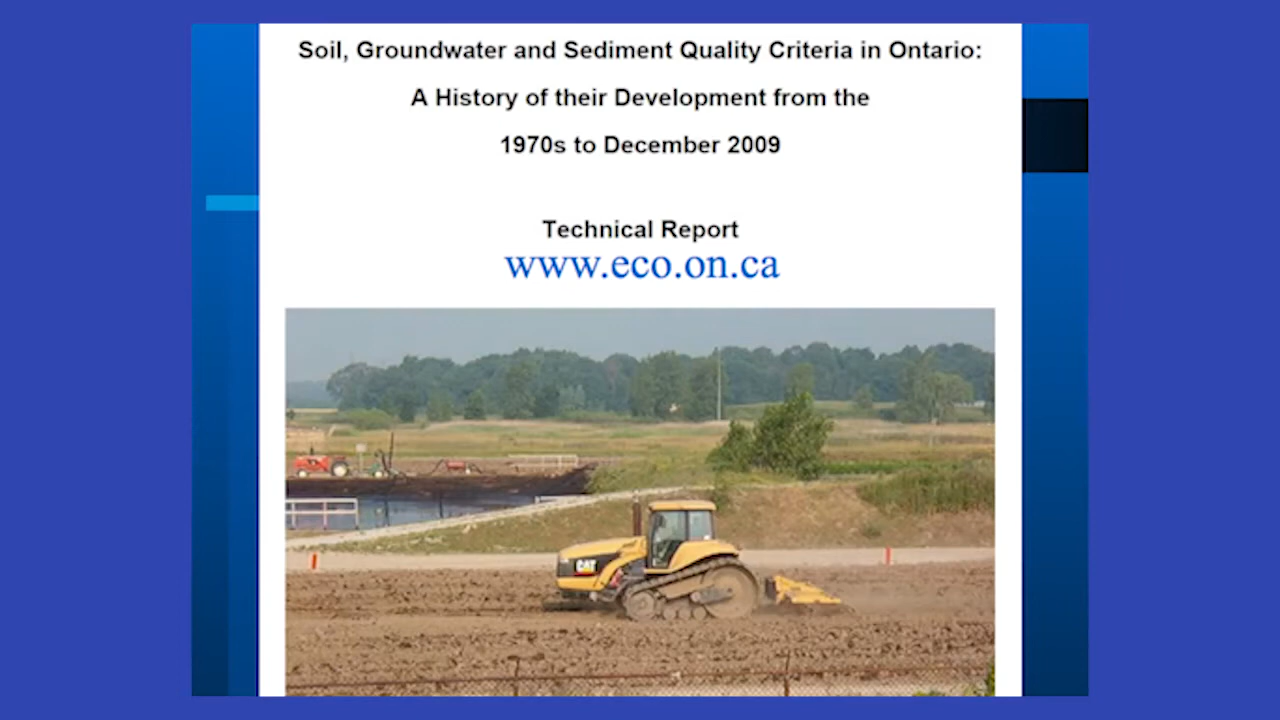 Soil, Groundwater and Sediment Quality Criteria in Ontario:
A History of their Development from the
1970s to December 2009
Technical Report
www.eco.on.ca
CAT